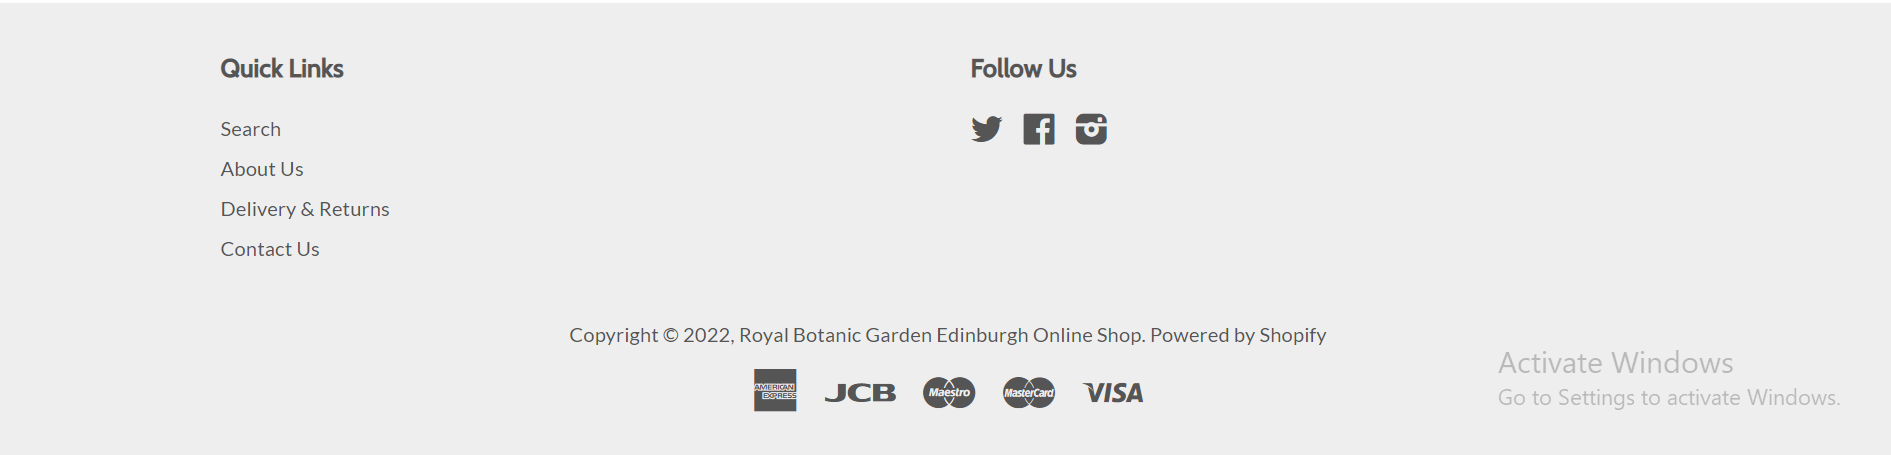 Quick Links
Search
About Us
Delivery & Returns
Contact Us
Follow Us
Copyright © 2022, Royal Botanic Garden Edinburgh Online Shop. Powered by Shopify
AMERICAN EXPRESS JCB Maestro MasterCard VISA
Activate Windows
Go to Settings to activate Windows.